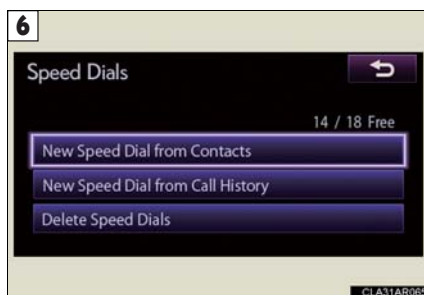 6
Speed Dials
14 / 18 Free
New Speed Dial from Contacts
New Speed Dial from Call History
Delete Speed Dials
CLA31AR065